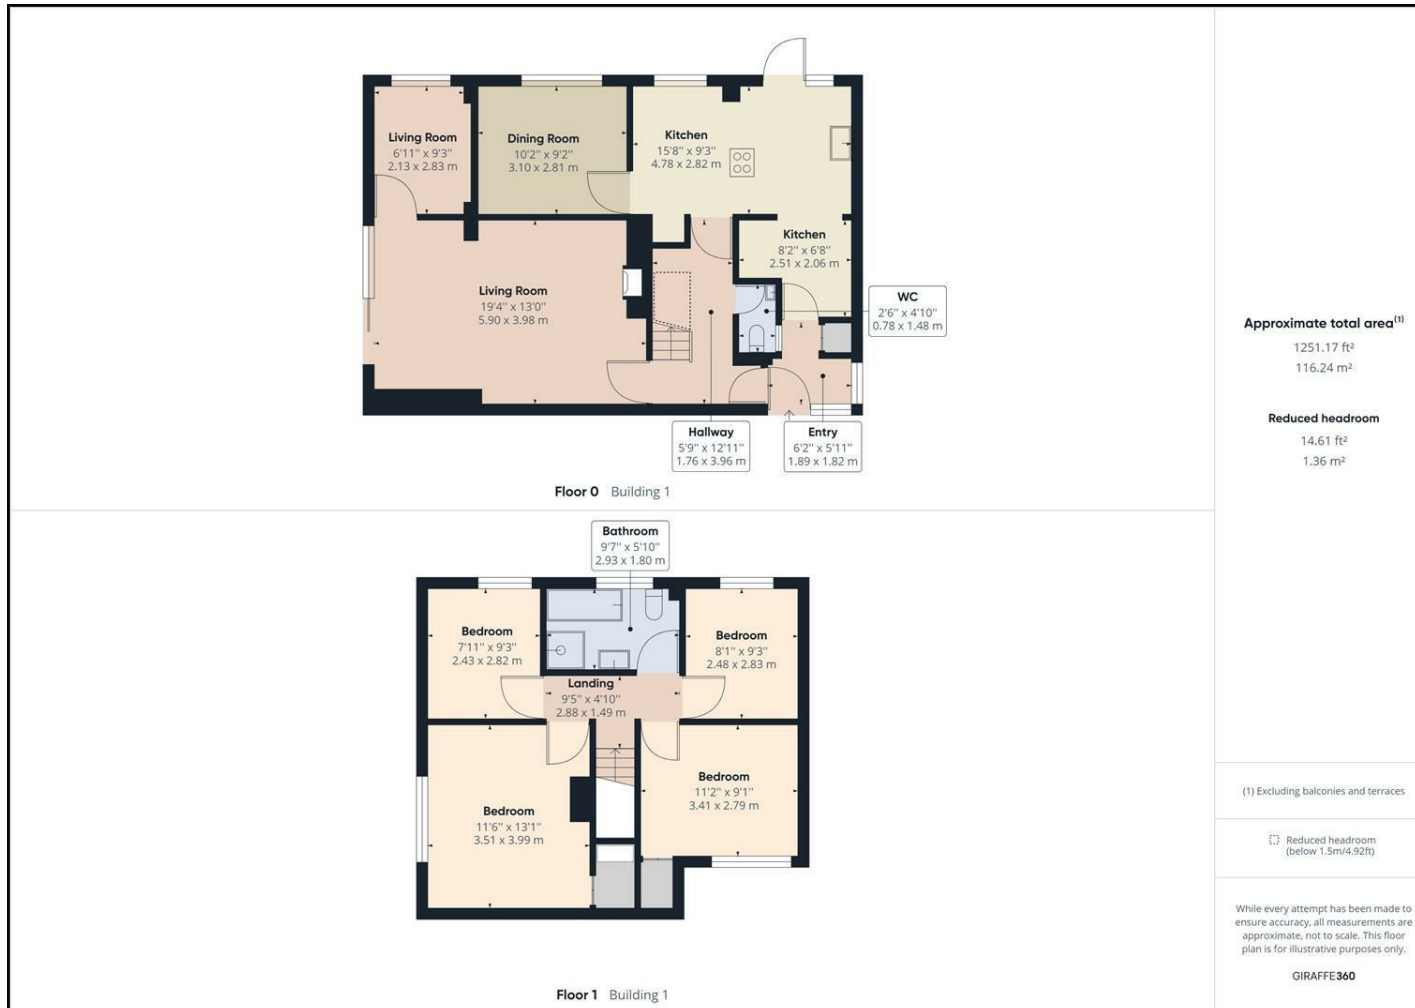 Living Room
6'11" x 9'3"
2.13 x 2.83 m
Dining Room
10'2" x 9'2"
3.10 x 2.81 m
Kitchen
15'8" x 9'3"
4.78 x 2.82 m
Kitchen
8'2" x 6'8"
2.51 x 2.06 m
Living Room
19'4" x 13'0"
5.90 x 3.98 m
WC
2'6" x 4'10"
0.78 x 1.48 m
Hallway
5'9" x 12'11"
1.76 x 3.96 m
Entry
6'2" x 5'11"
1.89 x 1.82 m
Floor 0 Building 1
Bathroom
9'7" x 5'10"
2.93 x 1.80 m
Bedroom
7'11" x 9'3"
2.43 x 2.82 m
Bedroom
8'1" x 9'3"
2.48 x 2.83 m
Landing
9'5" x 4'10"
2.88 x 1.49 m
Bedroom
11'2" x 9'1"
3.41 x 2.79 m
Bedroom
11'6" x 13'1"
3.51 x 3.99 m
Floor 1 Building 1
Approximate total area(1)
1251.17 ft²
116.24 m²
Reduced headroom
14.61 ft²
1.36 m²
(1) Excluding balconies and terraces
Reduced headroom
(below 1.5m/4.92ft)
While every attempt has been made to
ensure accuracy, all measurements are
approximate, not to scale. This floor
plan is for illustrative purposes only.
GIRAFFE360